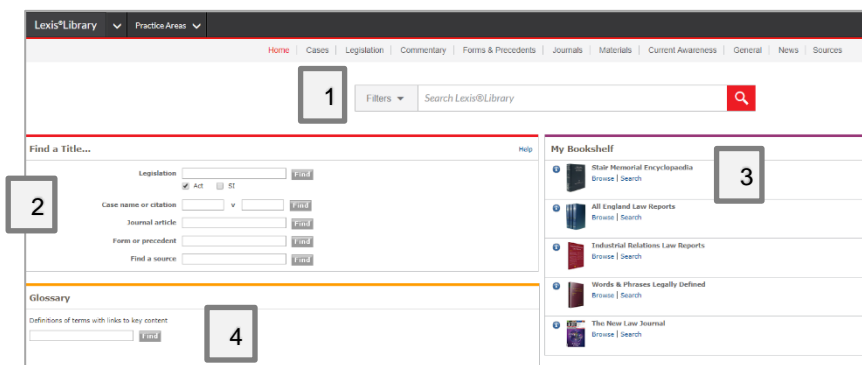 Lexis®Library Practice Areas
Home Cases Legislation Commentary Forms & Precedents Journals Materials Current Awareness General News Sources
1
Filters Search Lexis®Library
Find a Title... Help
Legislation Find
Act SI
2
Case name or citation v Find
Journal article Find
Form or precedent Find
Find a source Find
My Bookshelf
3
Stair Memorial Encyclopaedia
Browse | Search
All England Law Reports
Browse | Search
Industrial Relations Law Reports
Browse | Search
Words & Phrases Legally Defined
Browse | Search
The New Law Journal
Browse | Search
Glossary
Definitions of terms with links to key content
Find
4